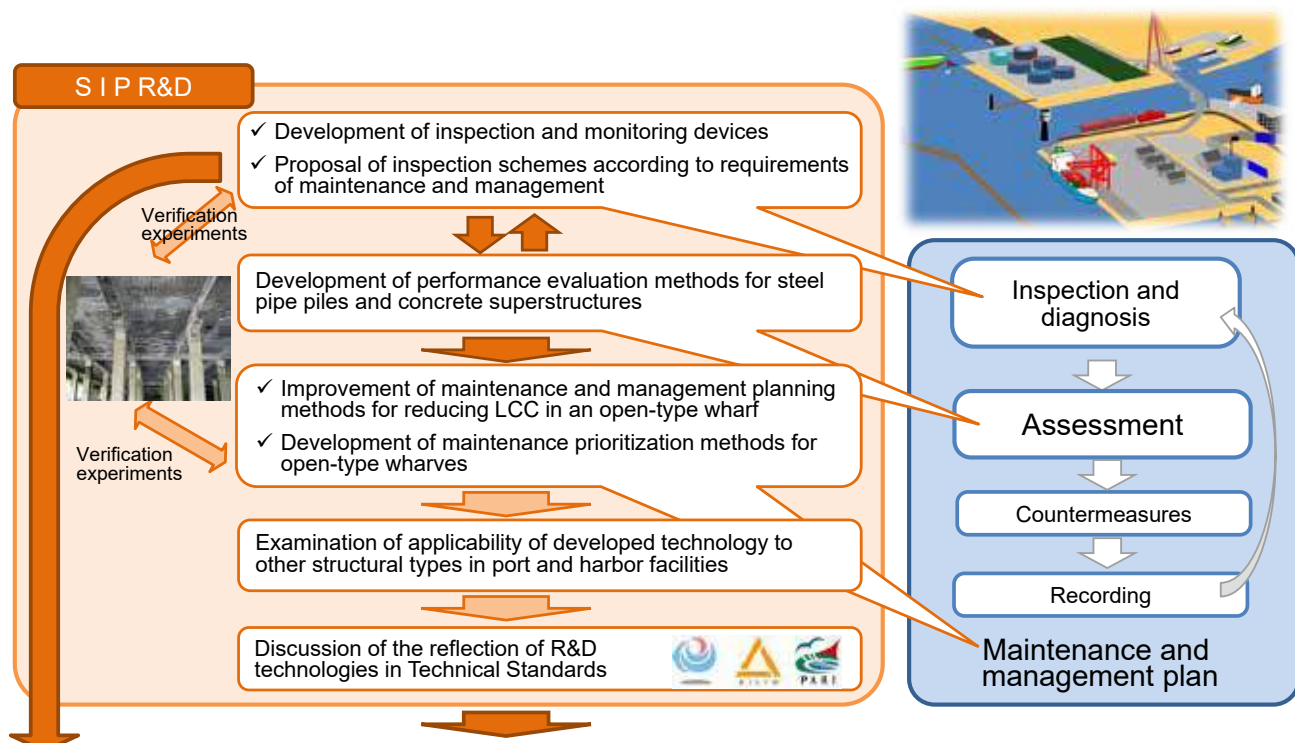 S I P R&D
✓ Development of inspection and monitoring devices
✓ Proposal of inspection schemes according to requirements
of maintenance and management
Verification
experiments
Development of performance evaluation methods for steel
pipe piles and concrete superstructures
✓ Improvement of maintenance and management planning
methods for reducing LCC in an open-type wharf
✓ Development of maintenance prioritization methods for
open-type wharves
Verification
experiments
Examination of applicability of developed technology to
other structural types in port and harbor facilities
Discussion of the reflection of R&D
technologies in Technical Standards
PARI
Inspection and
diagnosis
Assessment
Countermeasures
Recording
Maintenance and
management plan